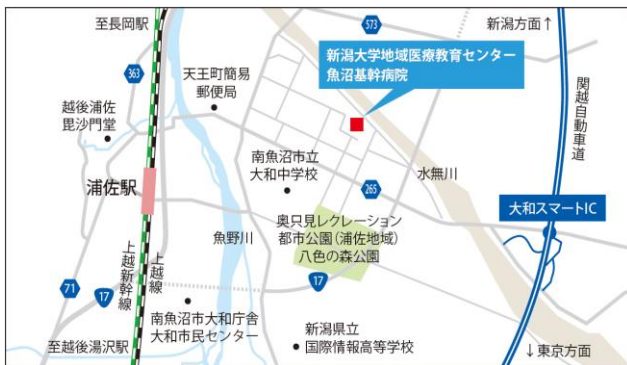 至長岡駅
573
新潟方面↑
新潟大学地域医療教育センター
魚沼基幹病院
363
天王町簡易
郵便局
関越自動車道
越後浦佐
毘沙門堂
南魚沼市立
大和中学校
水無川
浦佐駅
265
大和スマートIC
奥只見レクレーション
都市公園(浦佐地域)
八色の森公園
魚野川
上越新幹線
上越線
17
71
17
南魚沼市大和庁舎
大和市民センター
新潟県立
国際情報高等学校
至越後湯沢駅
↓東京方面